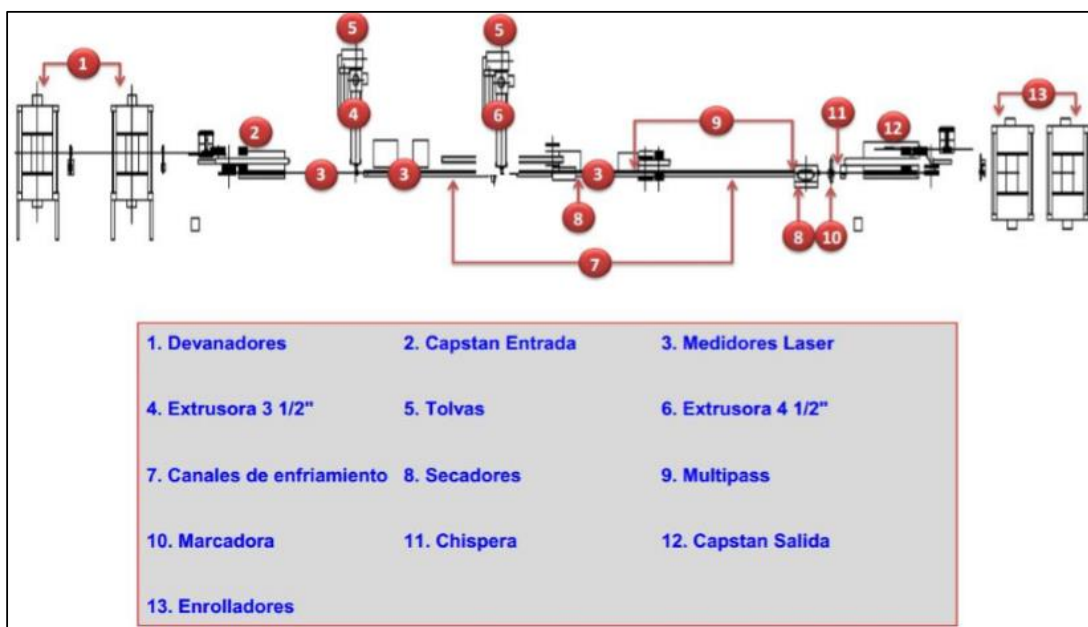 5 5
1 13
4 6 9 11 12
2
3 3 3
8 8 10
7
1. Devanadores 2. Capstan Entrada 3. Medidores Laser
4. Extrusora 3 1/2" 5. Tolvas 6. Extrusora 4 1/2"
7. Canales de enfriamiento 8. Secadores 9. Multipass
10. Marcadora 11. Chispera 12. Capstan Salida
13. Enrolladores